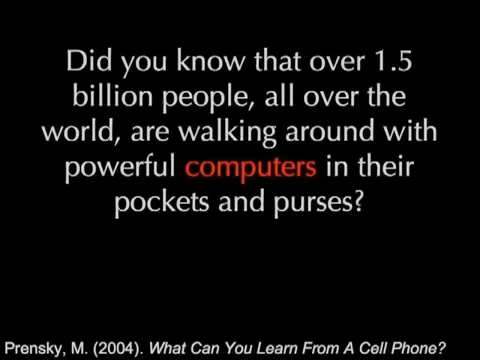 Did you know that over 1.5
billion people, all over the
world, are walking around with
powerful computers in their
pockets and purses?
Prensky, M. (2004). What Can You Learn From A Cell Phone?